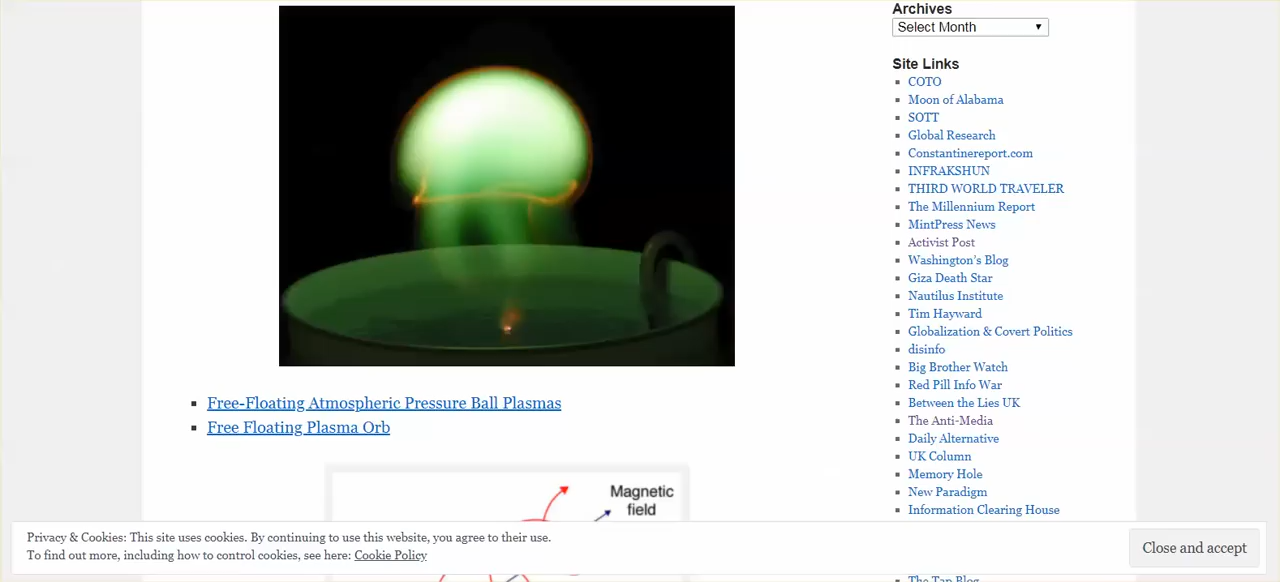 Archives
Select Month
Site Links
COTO
Moon of Alabama
SOTT
Global Research
Constantinereport.com
INFRAKSHUN
THIRD WORLD TRAVELER
The Millennium Report
MintPress News
Activist Post
Washington's Blog
Giza Death Star
Nautilus Institute
Tim Hayward
Globalization & Covert Politics
disinfo
Big Brother Watch
Red Pill Info War
Between the Lies UK
The Anti-Media
Daily Alternative
UK Column
Memory Hole
New Paradigm
Information Clearing House
The Tap Blog
Free-Floating Atmospheric Pressure Ball Plasmas
Free Floating Plasma Orb
Magnetic
field
Privacy & Cookies: This site uses cookies. By continuing to use this website, you agree to their use.
To find out more, including how to control cookies, see here: Cookie Policy
Close and accept